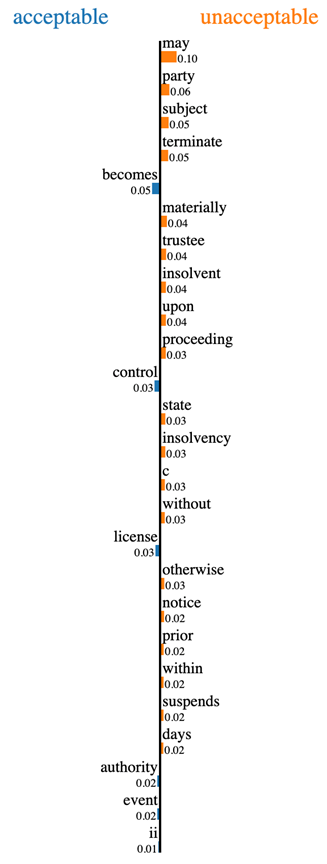 acceptable unacceptable
may
0.10
party
0.06
subject
0.05
terminate
0.05
becomes
0.05
materially
0.04
trustee
0.04
insolvent
0.04
upon
0.04
proceeding
0.03
control
0.03
state
0.03
insolvency
0.03
c
0.03
without
0.03
license
0.03
otherwise
0.03
notice
0.02
prior
0.02
within
0.02
suspends
0.02
days
0.02
authority
0.02
event
0.02
ii
0.01